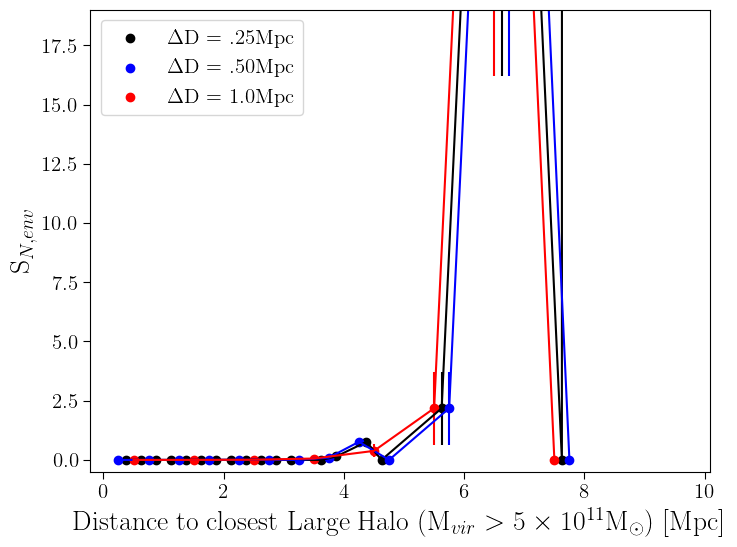 ΔD = .25Mpc
ΔD = .50Mpc
ΔD = 1.0Mpc
17.5
15.0
12.5
10.0
7.5
5.0
2.5
0.0
S_{N,env}
0 2 4 6 8 10
Distance to closest Large Halo (M_{vir} > 5 × 10^{11}M_⊙) [Mpc]